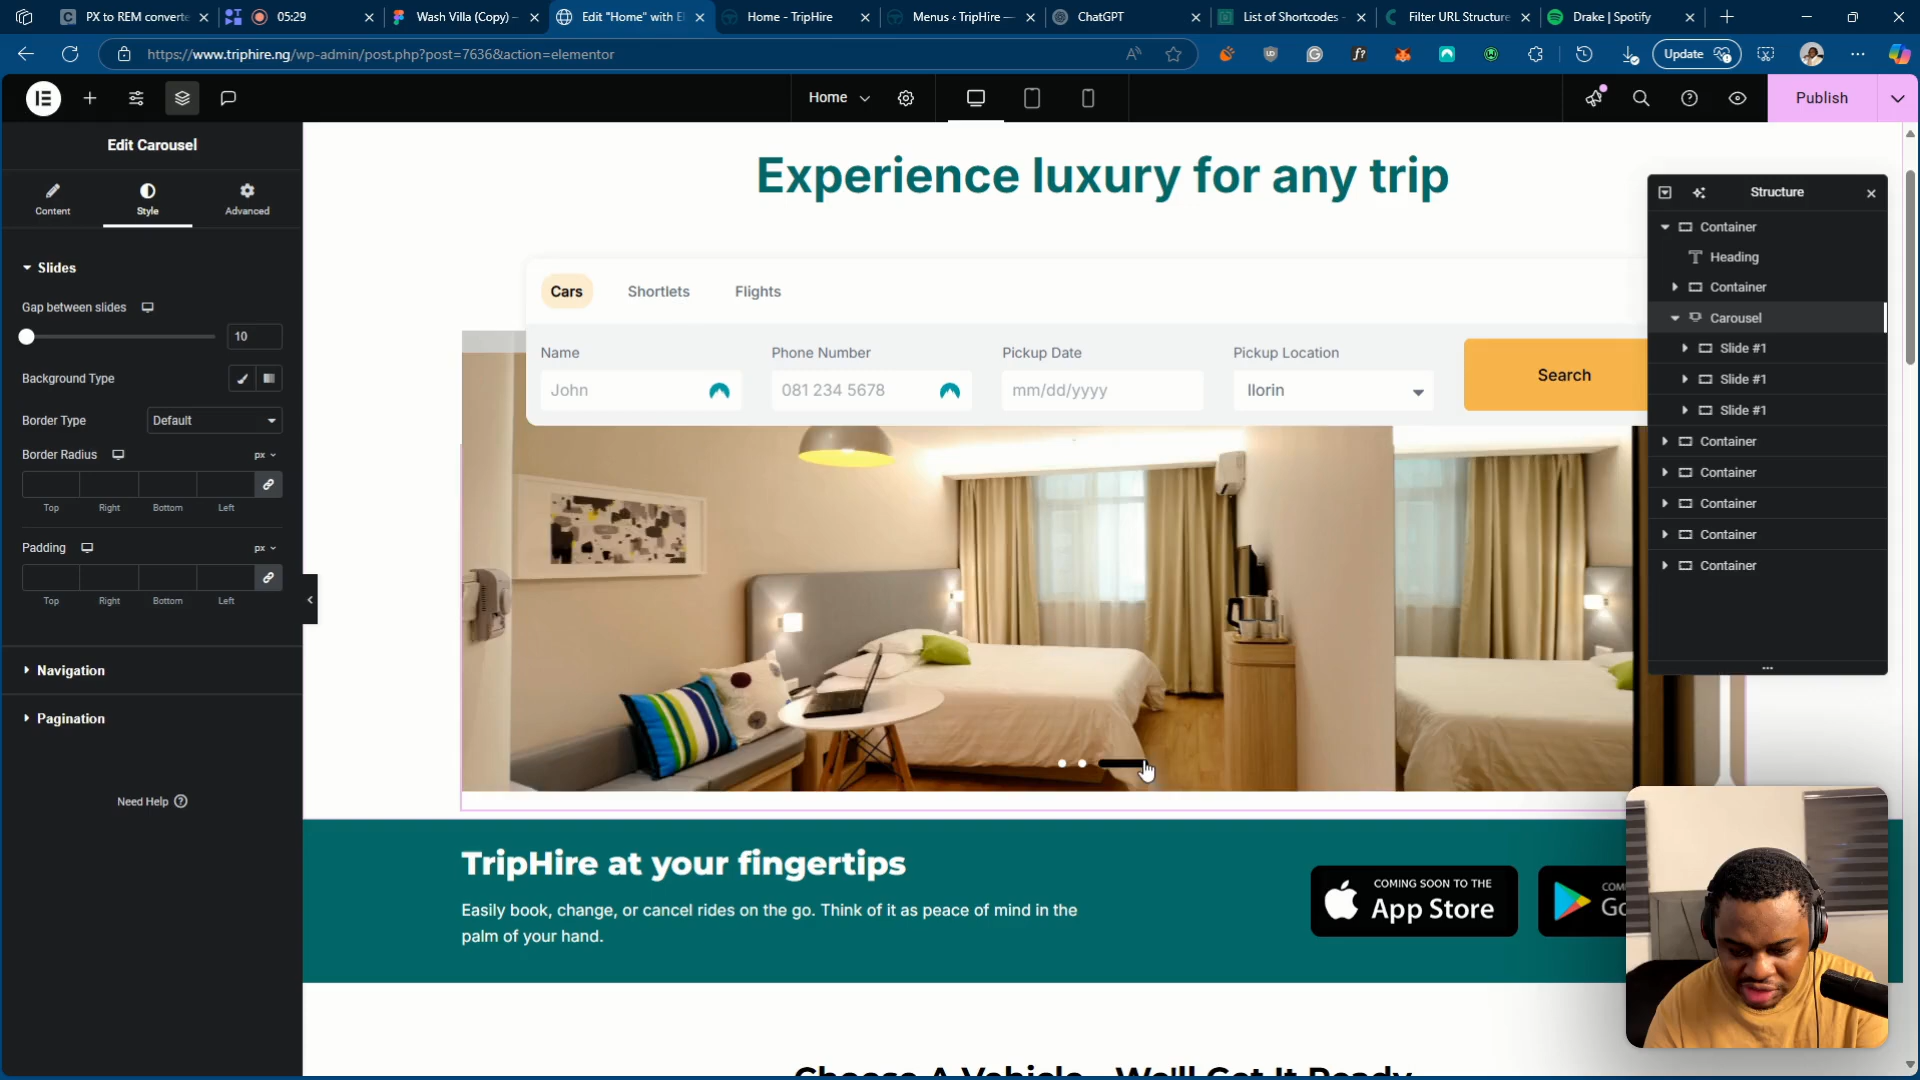 PX to REM converte
05:29
Wash Villa (Copy) –
Edit "Home" with El
Home - TripHire
Menus ‹ TripHire —
ChatGPT
List of Shortcodes -
Filter URL Structure
Drake | Spotify
https://www.triphire.ng/wp-admin/post.php?post=7636&action=elementor
Update
Home
Publish
Edit Carousel
Content
Style
Advanced
Slides
Gap between slides
10
Background Type
Border Type
Default
Border Radius
px
Top
Right
Bottom
Left
Padding
px
Top
Right
Bottom
Left
Navigation
Pagination
Need Help
Experience luxury for any trip
Cars
Shortlets
Flights
Name
Phone Number
Pickup Date
Pickup Location
John
081 234 5678
mm/dd/yyyy
Ilorin
Search
TripHire at your fingertips
Easily book, change, or cancel rides on the go. Think of it as peace of mind in the
palm of your hand.
COMING SOON TO THE
App Store
Choose A Vehicle - We'll Get It Ready
Structure
Container
Heading
Container
Carousel
Slide #1
Slide #1
Slide #1
Container
Container
Container
Container
Container